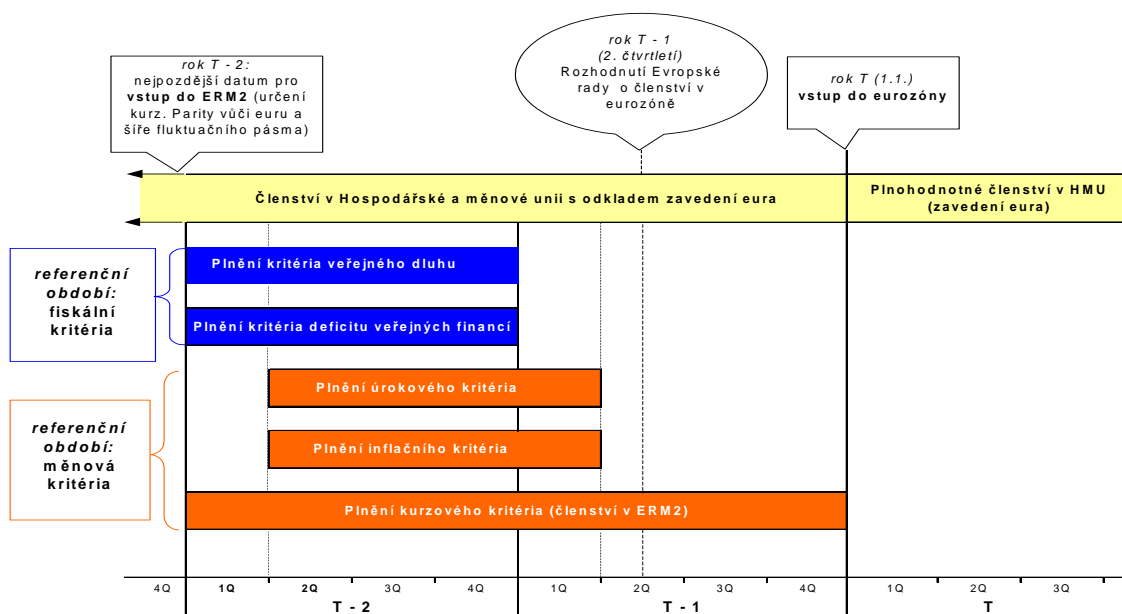 rok T - 2:
nejpozdější datum pro
vstup do ERM2 (určení
kurz. Parity vůči euru a
šíře fluktuačního pásma)
rok T - 1
(2. čtvrtletí)
Rozhodnutí Evropské
rady o členství v
eurozóně
rok T (1.1.)
vstup do eurozóny
Členství v Hospodářské a měnové unii s odkladem zavedení eura
Plnohodnotné členství v HMU
(zavedení eura)
referenční
období:
fiskální
kritéria
Plnění kritéria veřejného dluhu
Plnění kritéria deficitu veřejných financí
referenční
období:
měnová
kritéria
Plnění úrokového kritéria
Plnění inflačního kritéria
Plnění kurzového kritéria (členství v ERM2)
4Q 1Q 2Q 3Q 4Q 1Q 2Q 3Q 4Q 1Q 2Q 3Q
T - 2 T - 1 T